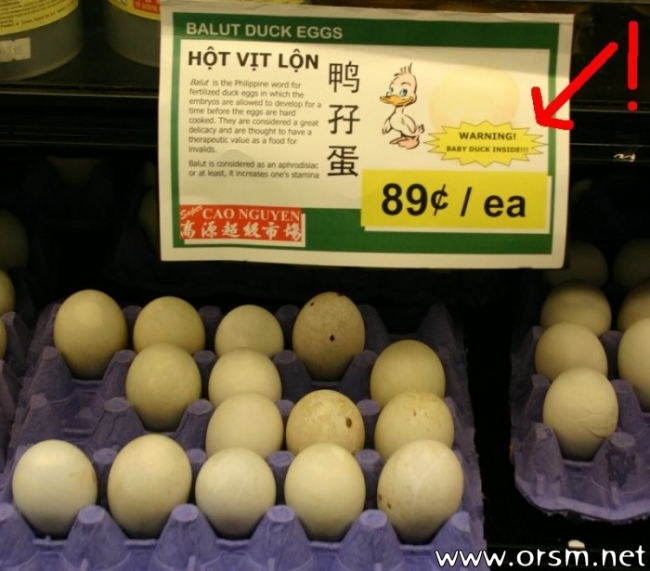 BALUT DUCK EGGS
HỘT VỊT LỘN
Balut is the Philippine word for
fertilized duck eggs in which the
embryos are allowed to develop for a
time before the eggs are hard
cooked. They are considered a great
delicacy and are thought to have a
therapeutic value as a food for
invalids.
Balut is considered as an aphrodisiac
or at least, it increases one's stamina
鸭
孖
蛋
WARNING!
BABY DUCK INSIDE!!!
!
89¢ / ea
Super CAO NGUYEN
高源超級市場
www.orsm.net